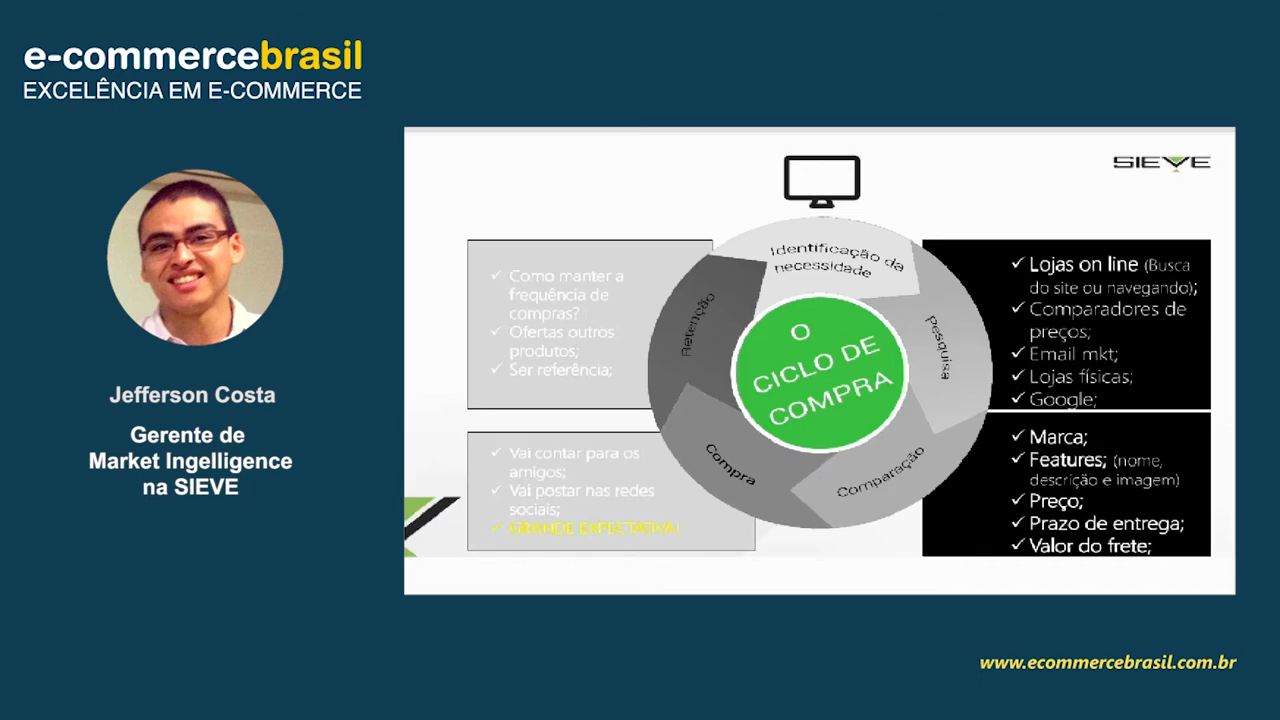 e-commercebrasil
EXCELÊNCIA EM E-COMMERCE
Jefferson Costa
Gerente de
Market Ingelligence
na SIEVE
SIEVE
Identificação da
necessidade
Pesquisa
Comparação
Compra
Retenção
O
CICLO DE
COMPRA
✓ Como manter a
frequência de
compras?
✓ Ofertas outros
produtos;
✓ Ser referência;
✓ Vai contar para os
amigos;
✓ Vai postar nas redes
sociais;
✓ GRANDE EXPECTATIVA!
✓ Lojas on line (Busca
do site ou navegando);
✓ Comparadores de
preços;
✓ Email mkt;
✓ Lojas físicas;
✓ Google;
✓ Marca;
✓ Features; (nome,
descrição e imagem)
✓ Preço;
✓ Prazo de entrega;
✓ Valor do frete;
www.ecommercebrasil.com.br